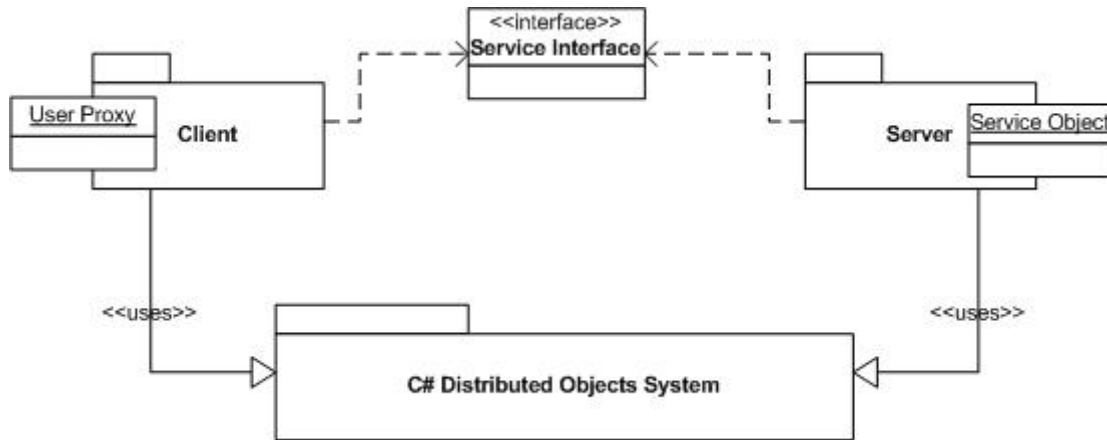 <<interface>>
Service Interface
User Proxy
Client
Server
Service Object
<<uses>>
<<uses>>
C# Distributed Objects System